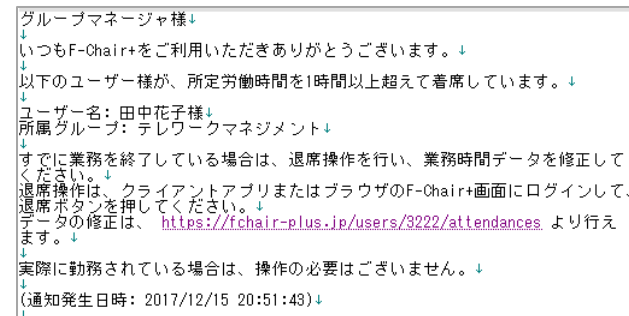 グループマネージャ様↓
↓
いつもF-Chair+をご利用いただきありがとうございます。↓
↓
以下のユーザー様が、所定労働時間を1時間以上超えて着席しています。↓
↓
ユーザー名: 田中花子様↓
所属グループ: テレワークマネジメント↓
↓
すでに業務を終了している場合は、退席操作を行い、業務時間データを修正して
ください。↓
退席操作は、クライアントアプリまたはブラウザのF-Chair+画面にログインして、
退席ボタンを押してください。↓
データの修正は、 https://fchair-plus.jp/users/3222/attendances より行え
ます。↓
↓
実際に勤務されている場合は、操作の必要はございません。↓
↓
(通知発生日時: 2017/12/15 20:51:43)↓
↓